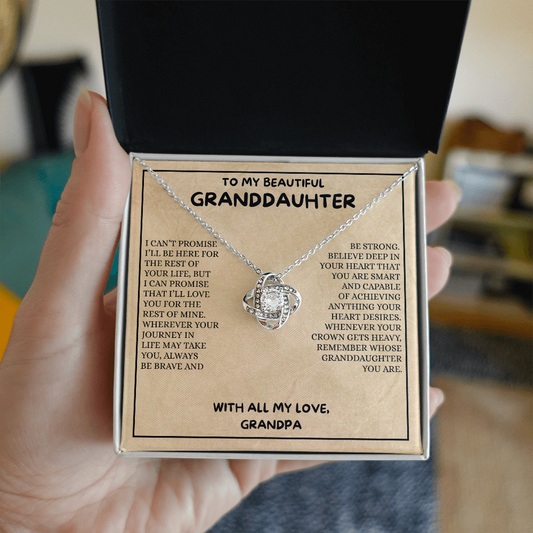 TO MY BEAUTIFUL
GRANDDAUHTER
I CAN'T PROMISE
I'LL BE HERE FOR
THE REST OF
YOUR LIFE, BUT
I CAN PROMISE
THAT I'LL LOVE
YOU FOR THE
REST OF MINE.
WHEREVER YOUR
JOURNEY IN
LIFE MAY TAKE
YOU, ALWAYS
BE BRAVE AND
BE STRONG.
BELIEVE DEEP IN
YOUR HEART THAT
YOU ARE SMART
AND CAPABLE
OF ACHIEVING
ANYTHING YOUR
HEART DESIRES.
WHENEVER YOUR
CROWN GETS HEAVY,
REMEMBER WHOSE
GRANDDAUGHTER
YOU ARE.
WITH ALL MY LOVE,
GRANDPA